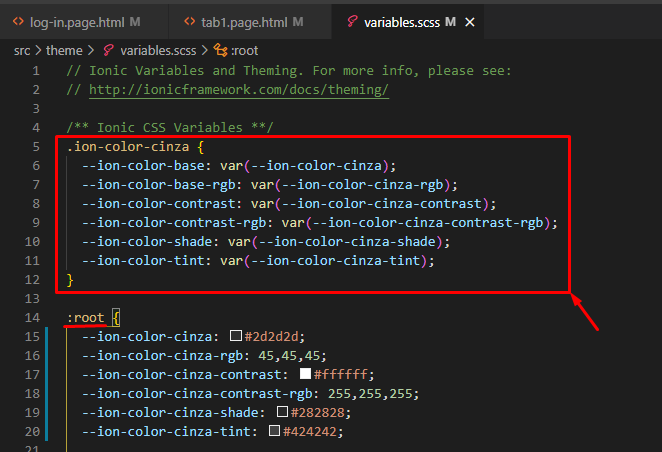 log-in.page.html M
tab1.page.html M
variables.scss M
src > theme > variables.scss > :root
1 // Ionic Variables and Theming. For more info, please see:
2 // http://ionicframework.com/docs/theming/
3
4 /** Ionic CSS Variables **/
5 .ion-color-cinza {
6 --ion-color-base: var(--ion-color-cinza);
7 --ion-color-base-rgb: var(--ion-color-cinza-rgb);
8 --ion-color-contrast: var(--ion-color-cinza-contrast);
9 --ion-color-contrast-rgb: var(--ion-color-cinza-contrast-rgb);
10 --ion-color-shade: var(--ion-color-cinza-shade);
11 --ion-color-tint: var(--ion-color-cinza-tint);
12 }
13
14 :root {
15 --ion-color-cinza: #2d2d2d;
16 --ion-color-cinza-rgb: 45,45,45;
17 --ion-color-cinza-contrast: #ffffff;
18 --ion-color-cinza-contrast-rgb: 255,255,255;
19 --ion-color-cinza-shade: #282828;
20 --ion-color-cinza-tint: #424242;
21